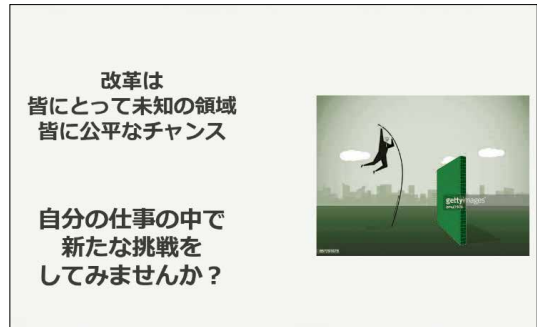 改革は
皆にとって未知の領域
皆に公平なチャンス
自分の仕事の中で
新たな挑戦を
してみませんか？
gettyimages